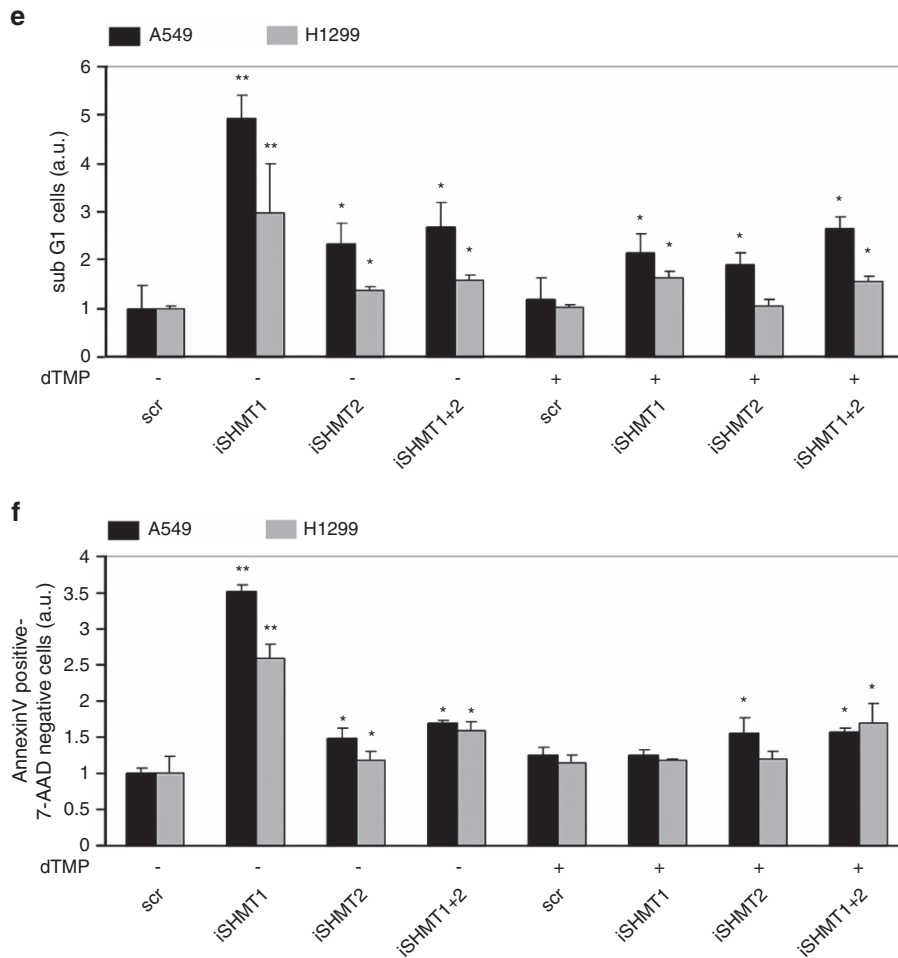 e
A549 H1299
sub G1 cells (a.u.)
6
5
4
3
2
1
0
** ** * * * * * * * * *
dTMP - - - - + + + +
scr iSHMT1 iSHMT2 iSHMT1+2 scr iSHMT1 iSHMT2 iSHMT1+2
f
A549 H1299
AnnexinV positive-
7-AAD negative cells (a.u.)
4
3.5
3
2.5
2
1.5
1
0.5
0
** ** * * * * * * *
dTMP - - - - + + + +
scr iSHMT1 iSHMT2 iSHMT1+2 scr iSHMT1 iSHMT2 iSHMT1+2